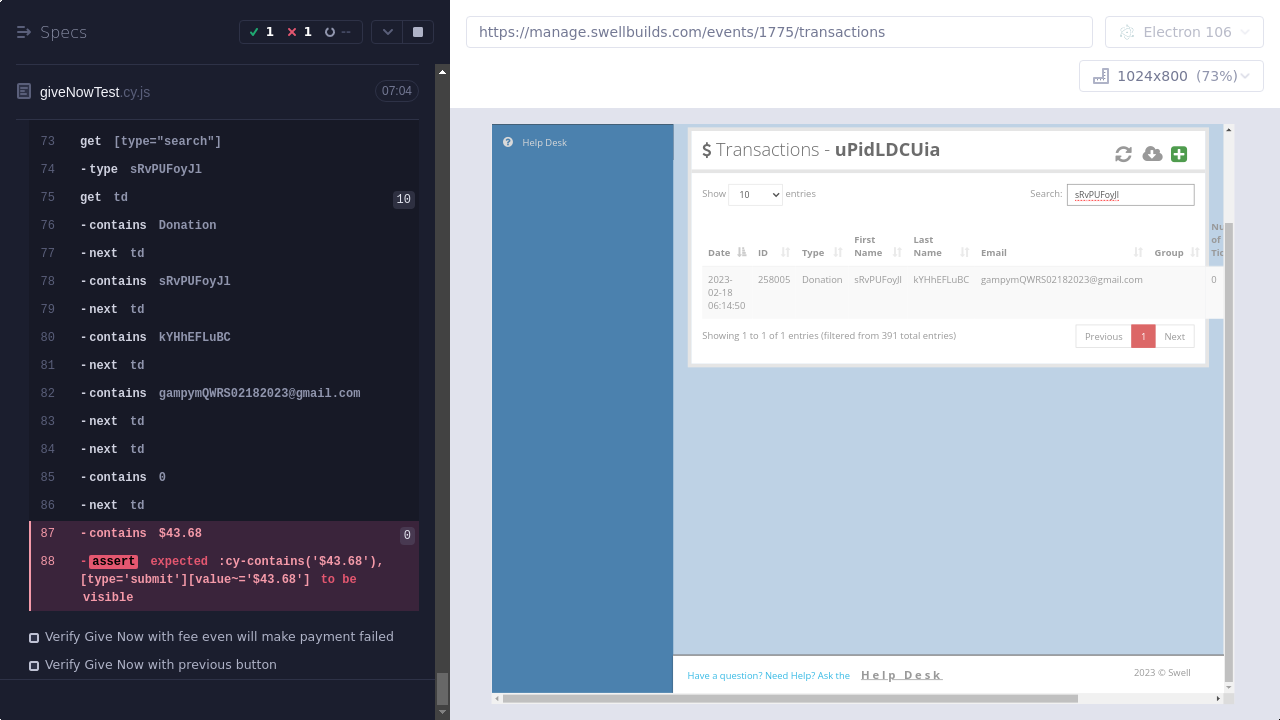 Specs
1
1
--
giveNowTest.cy.js
07:04
73 get [type="search"]
74 -type sRvPUFoyJl
75 get td 10
76 -contains Donation
77 -next td
78 -contains sRvPUFoyJl
79 -next td
80 -contains kYHhEFLuBC
81 -next td
82 -contains gampymQWRS02182023@gmail.com
83 -next td
84 -next td
85 -contains 0
86 -next td
87 -contains $43.68 0
88 -assert expected :cy-contains('$43.68'),
[type='submit'][value~='$43.68'] to be
visible
Verify Give Now with fee even will make payment failed
Verify Give Now with previous button
https://manage.swellbuilds.com/events/1775/transactions
Electron 106
1024x800 (73%)
Help Desk
$ Transactions - uPidLDCUia
Show 10 entries
Search: sRvPUFoyJl
Date ID Type First Name Last Name Email Group
2023-02-18 06:14:50 258005 Donation sRvPUFoyJl kYHhEFLuBC gampymQWRS02182023@gmail.com 0
Showing 1 to 1 of 1 entries (filtered from 391 total entries)
Previous 1 Next
Have a question? Need Help? Ask the Help Desk
2023 © Swell